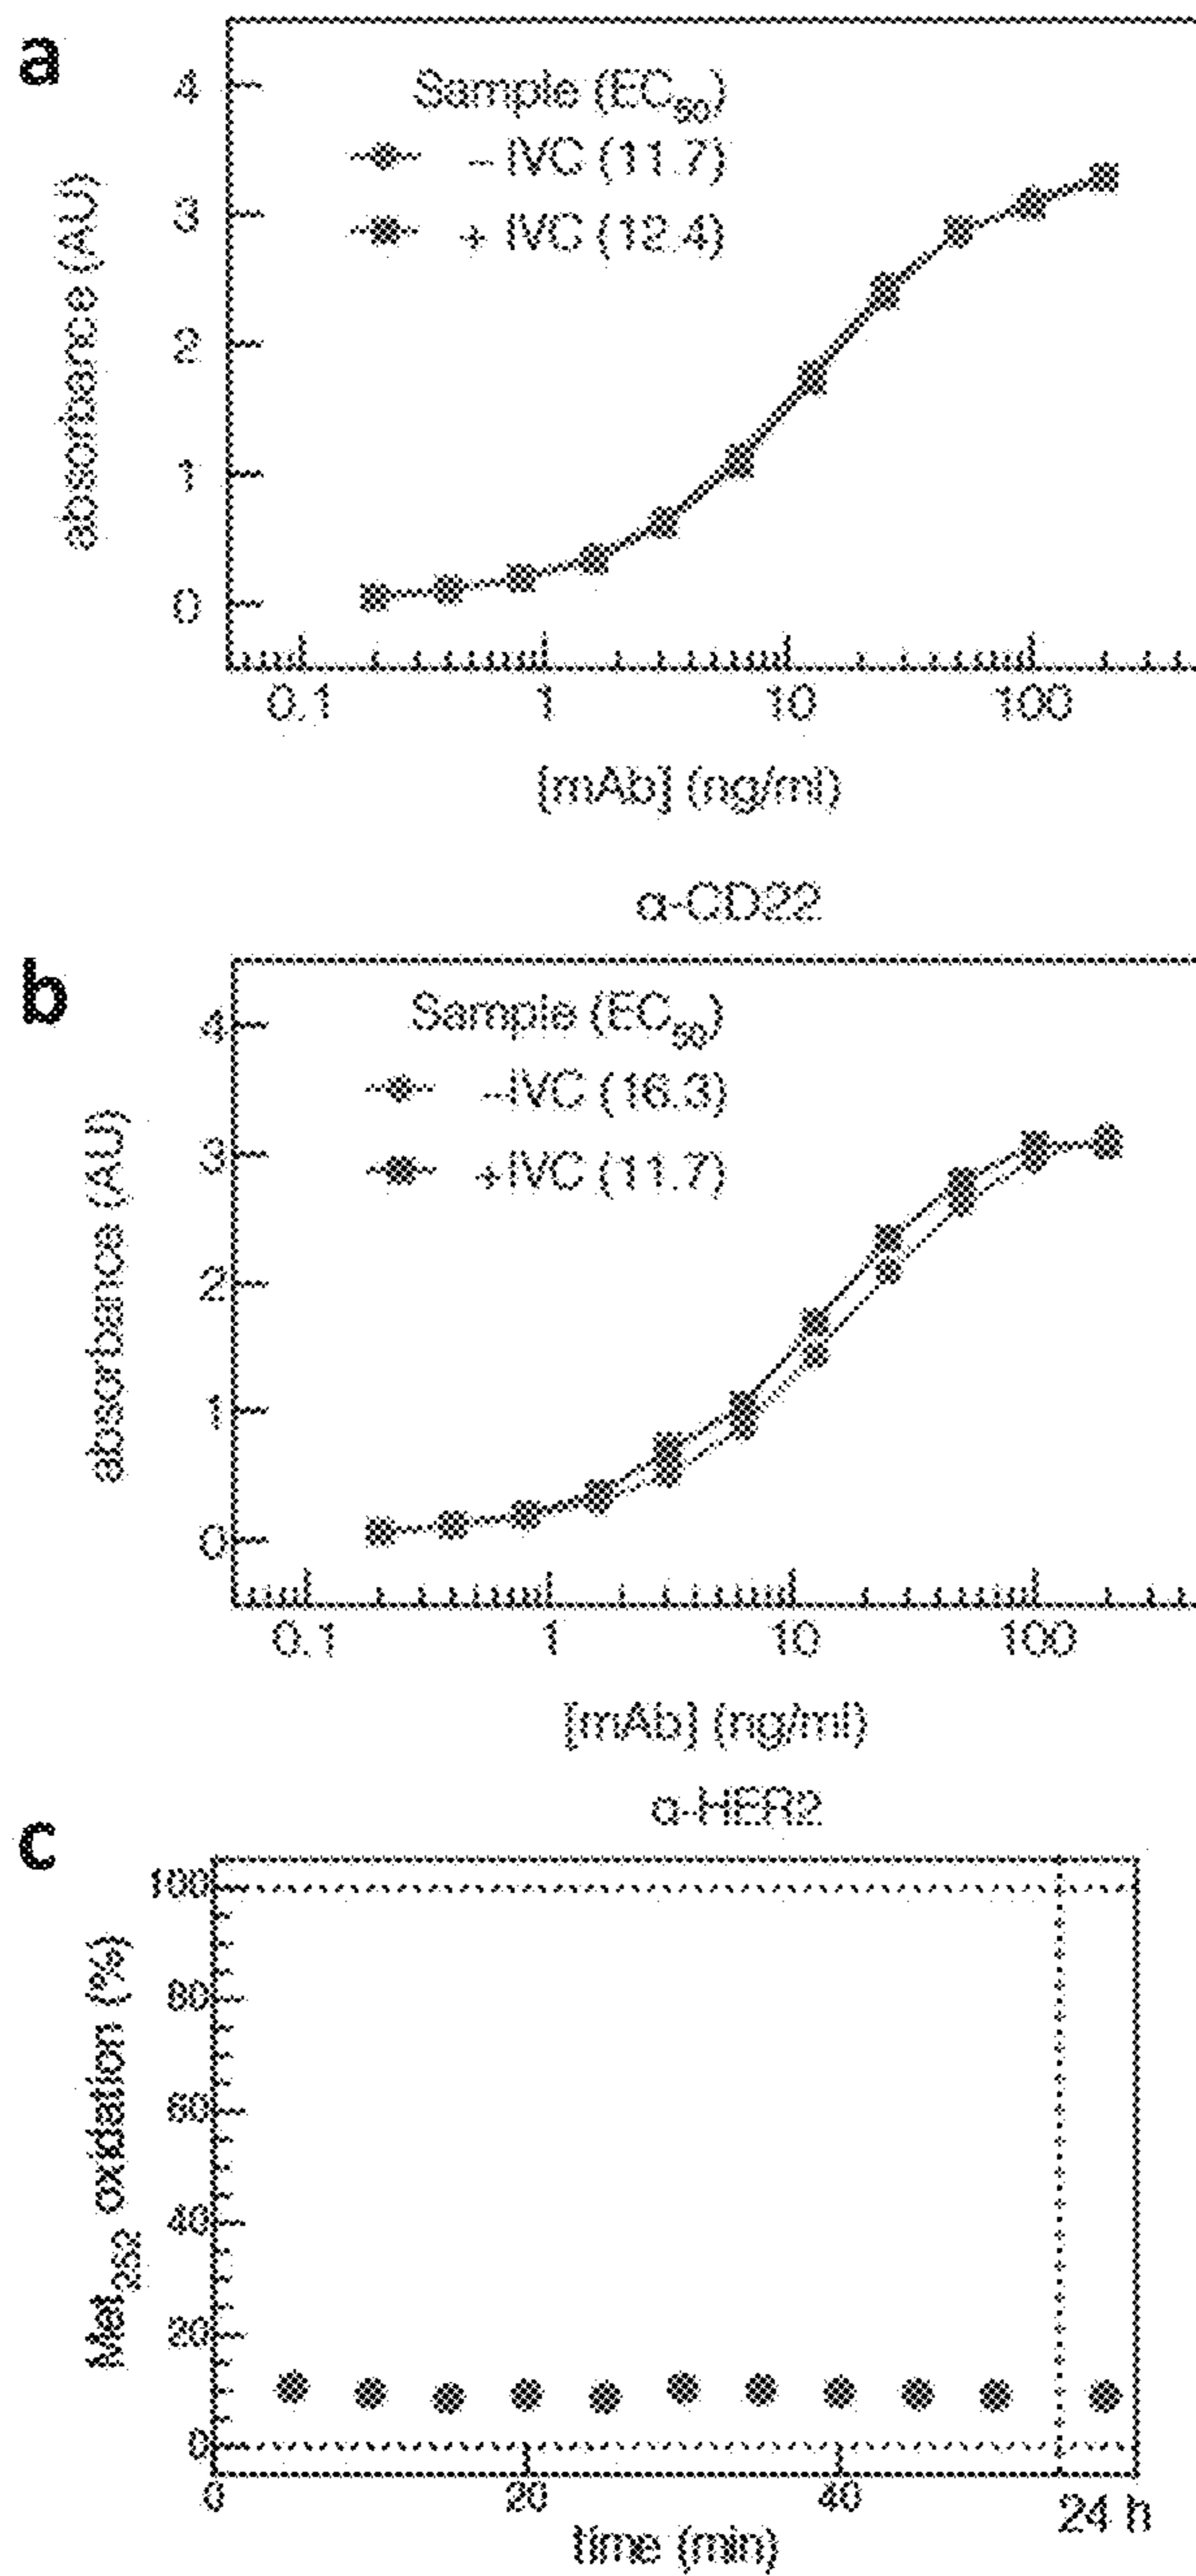 a
absorbance (AU)
4
3
2
1
0
Sample (EC50)
– IVC (11.7)
+ IVC (12.4)
0.1 1 10 100
[mAb] (ng/ml)
α-CD22
b
absorbance (AU)
4
3
2
1
0
Sample (EC50)
–IVC (16.3)
+IVC (11.7)
0.1 1 10 100
[mAb] (ng/ml)
α-HER2
c
Met252 oxidation (%)
100
80
60
40
20
0
0 20 40 24 h
time (min)